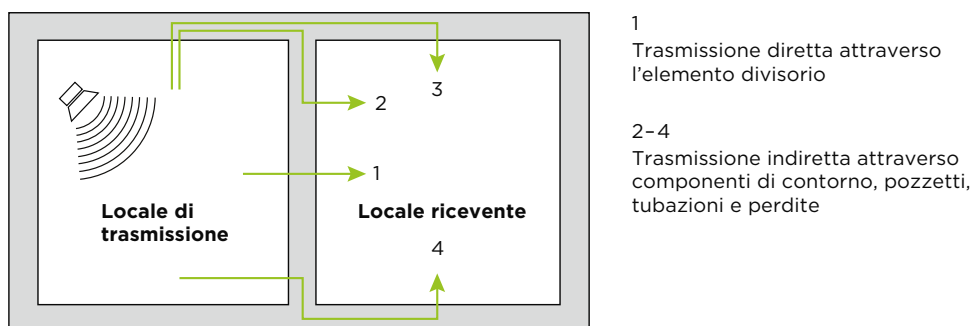 3
2
1
Locale di
trasmissione
Locale ricevente
4
1
Trasmissione diretta attraverso
l’elemento divisorio
2–4
Trasmissione indiretta attraverso
componenti di contorno, pozzetti,
tubazioni e perdite